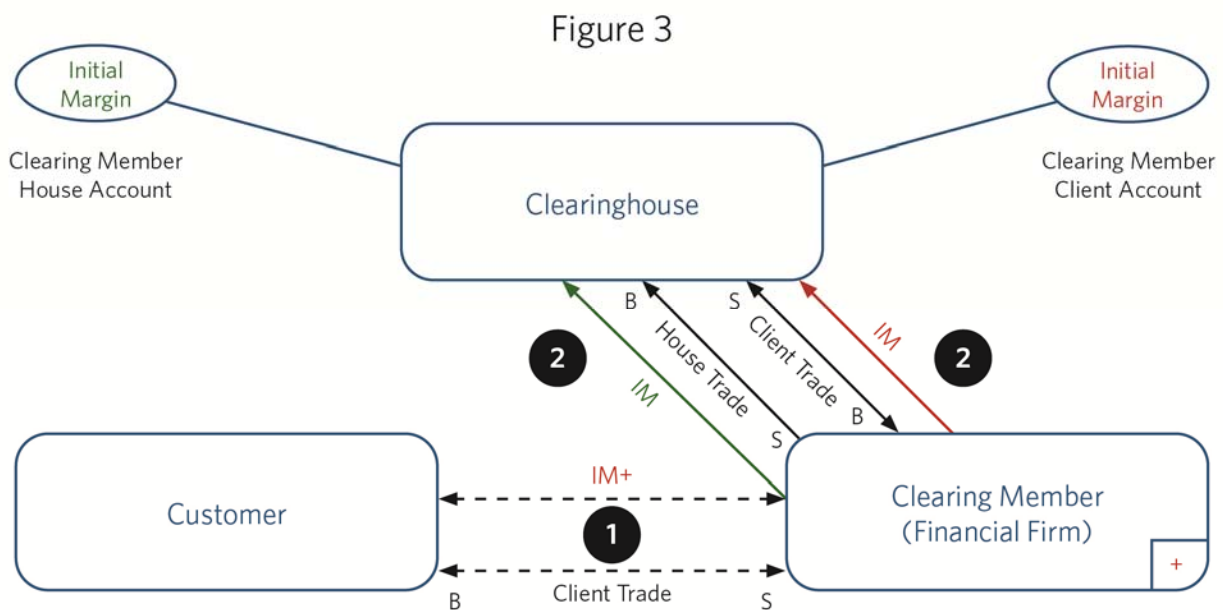 Figure 3
Initial
Margin
Clearing Member
House Account
Initial
Margin
Clearing Member
Client Account
Clearinghouse
B
S
2
IM
House Trade
Client Trade
IM
2
S
B
Customer
IM+
1
B
Client Trade
S
Clearing Member
(Financial Firm)
+